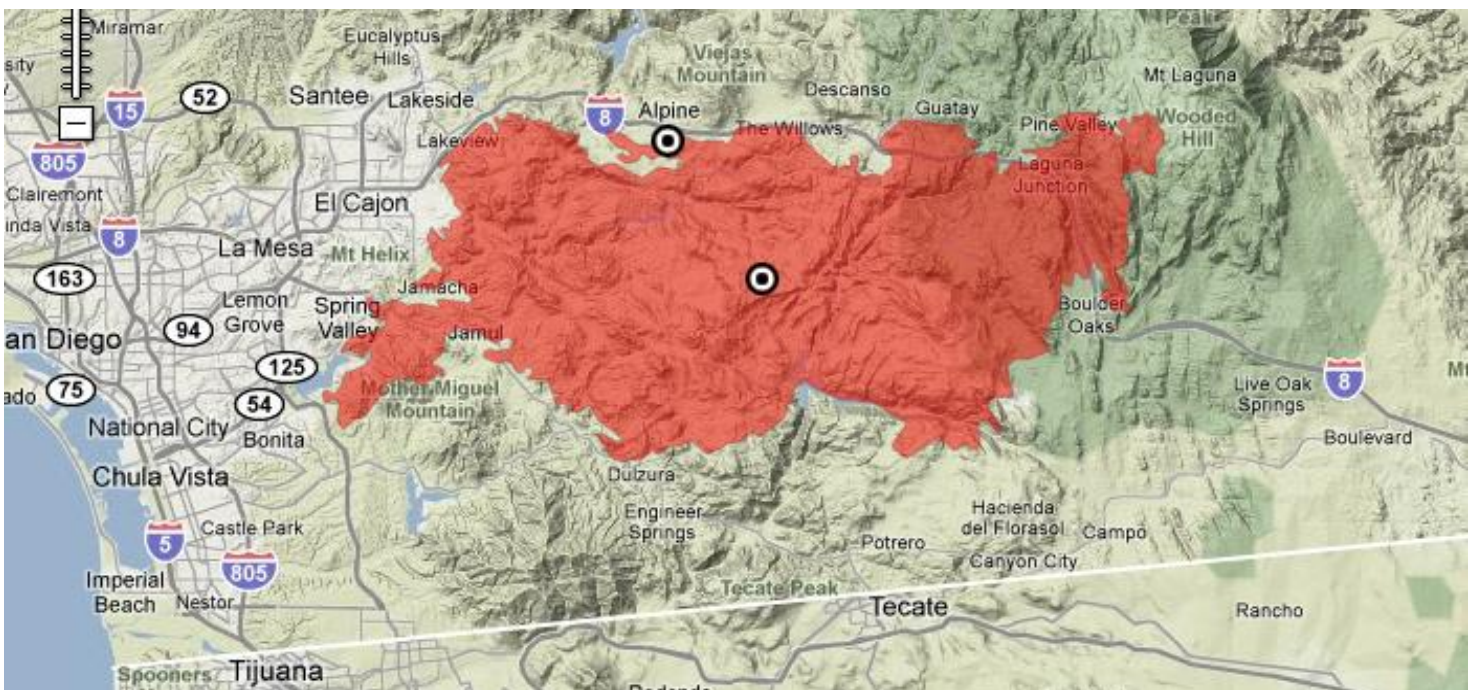 Miramar
Eucalyptus
Hills
Viejas
Mountain
Peak
Mt Laguna
sity
15
52
Santee
Lakeside
8
Alpine
Descanso
Guatay
The Willows
Pine Valley
Wooded
Hill
Lakeview
805
Clairemont
Laguna
Junction
El Cajon
inda Vista
8
La Mesa
Mt Helix
163
Jamacha
Lemon
Grove
Spring
Valley
Boulder
Oaks
an Diego
94
Jamul
125
75
ado
Mother Miguel
Mountain
54
Live Oak
Springs
8
Mt
National City
Bonita
Boulevard
Chula Vista
Dulzura
Engineer
Springs
Hacienda
del Florasol
Campo
Castle Park
5
Potrero
Canyon City
805
Imperial
Beach
Nestor
Tecate Peak
Tecate
Rancho
Spooners
Tijuana